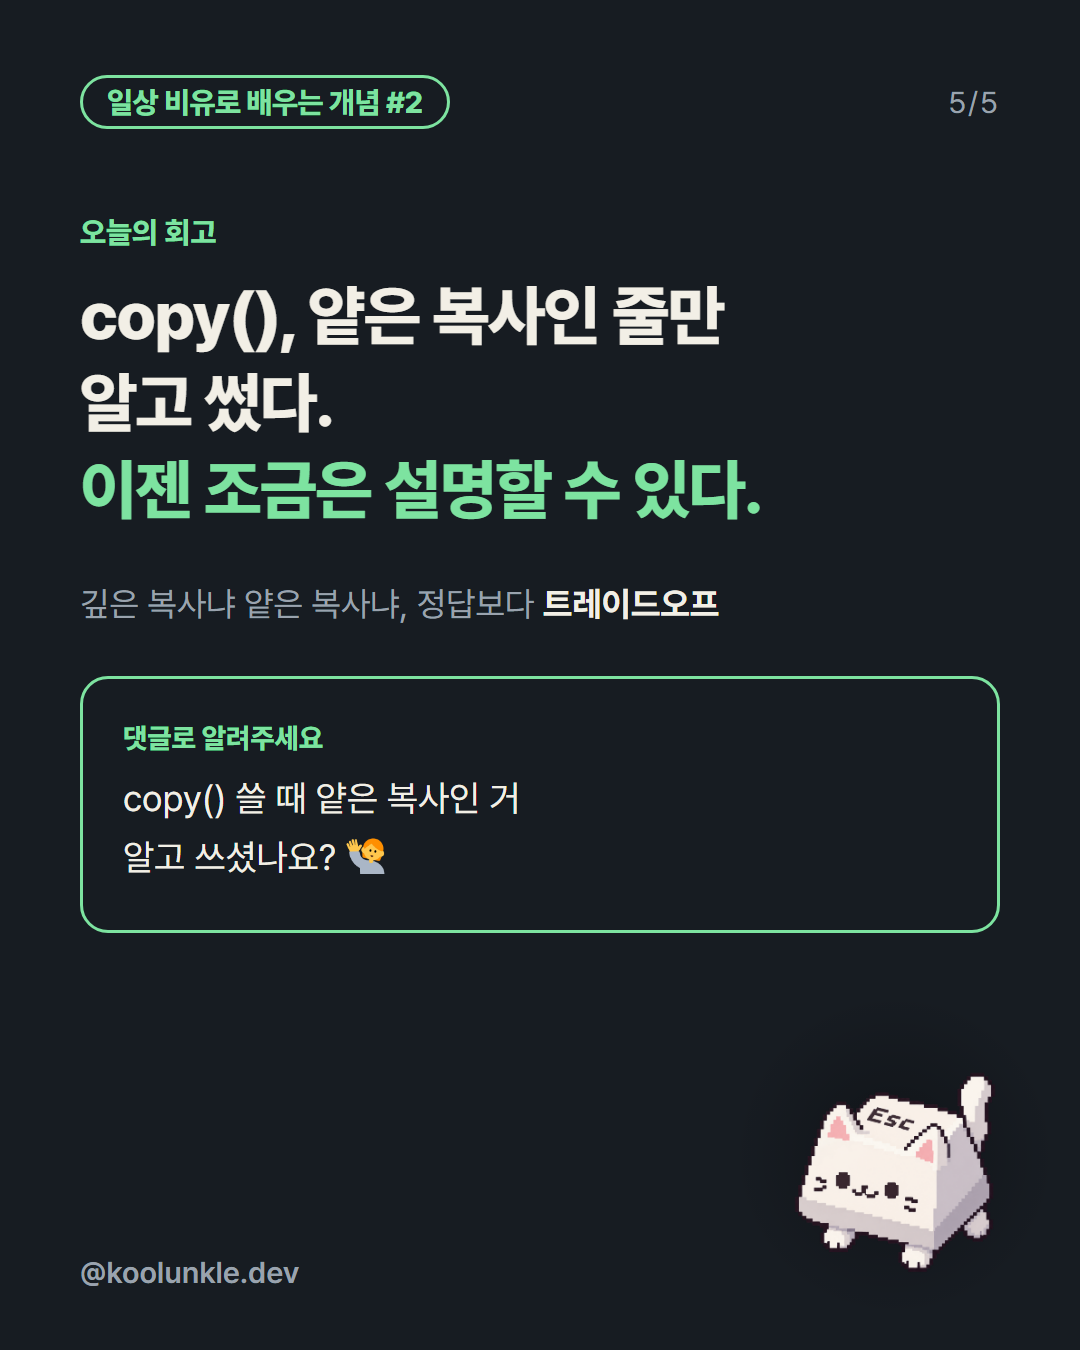 일상 비유로 배우는 개념 #2
5/5
오늘의 회고
copy(), 얕은 복사인 줄만
알고 썼다.
이젠 조금은 설명할 수 있다.
깊은 복사냐 얕은 복사냐, 정답보다 트레이드오프
댓글로 알려주세요
copy() 쓸 때 얕은 복사인 거
알고 쓰셨나요? 🙋
Esc
@koolunkle.dev